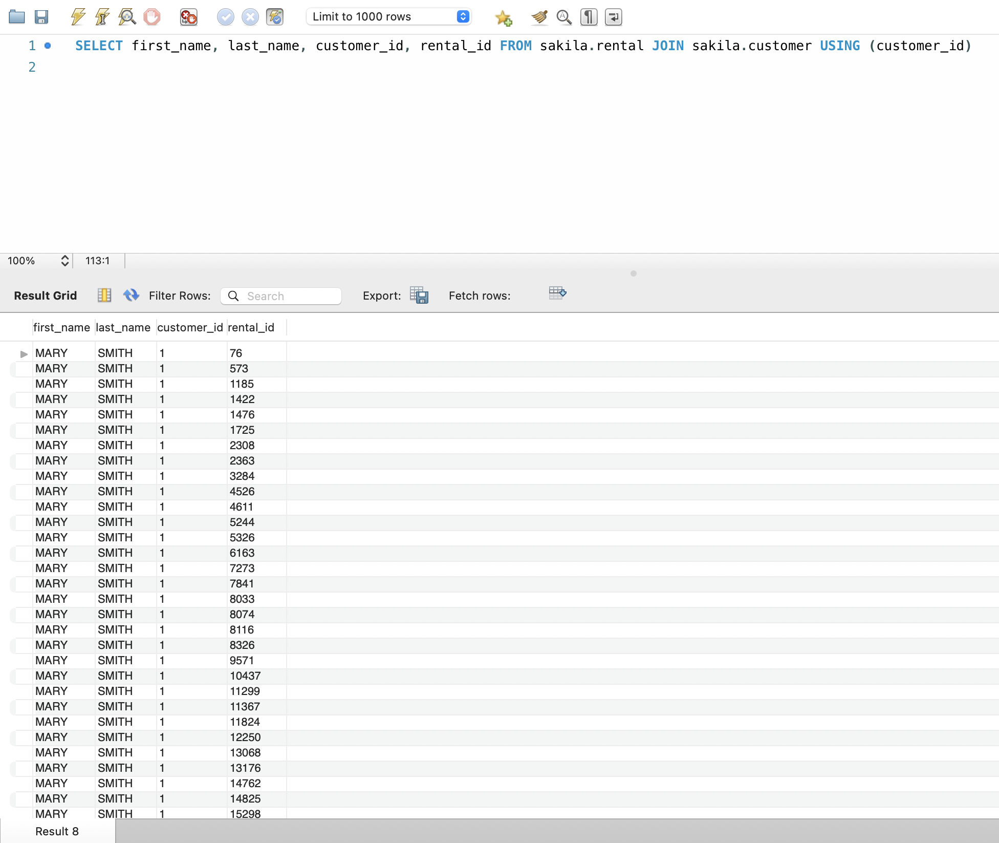 Limit to 1000 rows
1 SELECT first_name, last_name, customer_id, rental_id FROM sakila.rental JOIN sakila.customer USING (customer_id)
2
100% 113:1
Result Grid Filter Rows: Search Export: Fetch rows:
first_name last_name customer_id rental_id
MARY SMITH 1 76
MARY SMITH 1 573
MARY SMITH 1 1185
MARY SMITH 1 1422
MARY SMITH 1 1476
MARY SMITH 1 1725
MARY SMITH 1 2308
MARY SMITH 1 2363
MARY SMITH 1 3284
MARY SMITH 1 4526
MARY SMITH 1 4611
MARY SMITH 1 5244
MARY SMITH 1 5326
MARY SMITH 1 6163
MARY SMITH 1 7273
MARY SMITH 1 7841
MARY SMITH 1 8033
MARY SMITH 1 8074
MARY SMITH 1 8116
MARY SMITH 1 8326
MARY SMITH 1 9571
MARY SMITH 1 10437
MARY SMITH 1 11299
MARY SMITH 1 11367
MARY SMITH 1 11824
MARY SMITH 1 12250
MARY SMITH 1 13068
MARY SMITH 1 13176
MARY SMITH 1 14762
MARY SMITH 1 14825
MARY SMITH 1 15298
Result 8